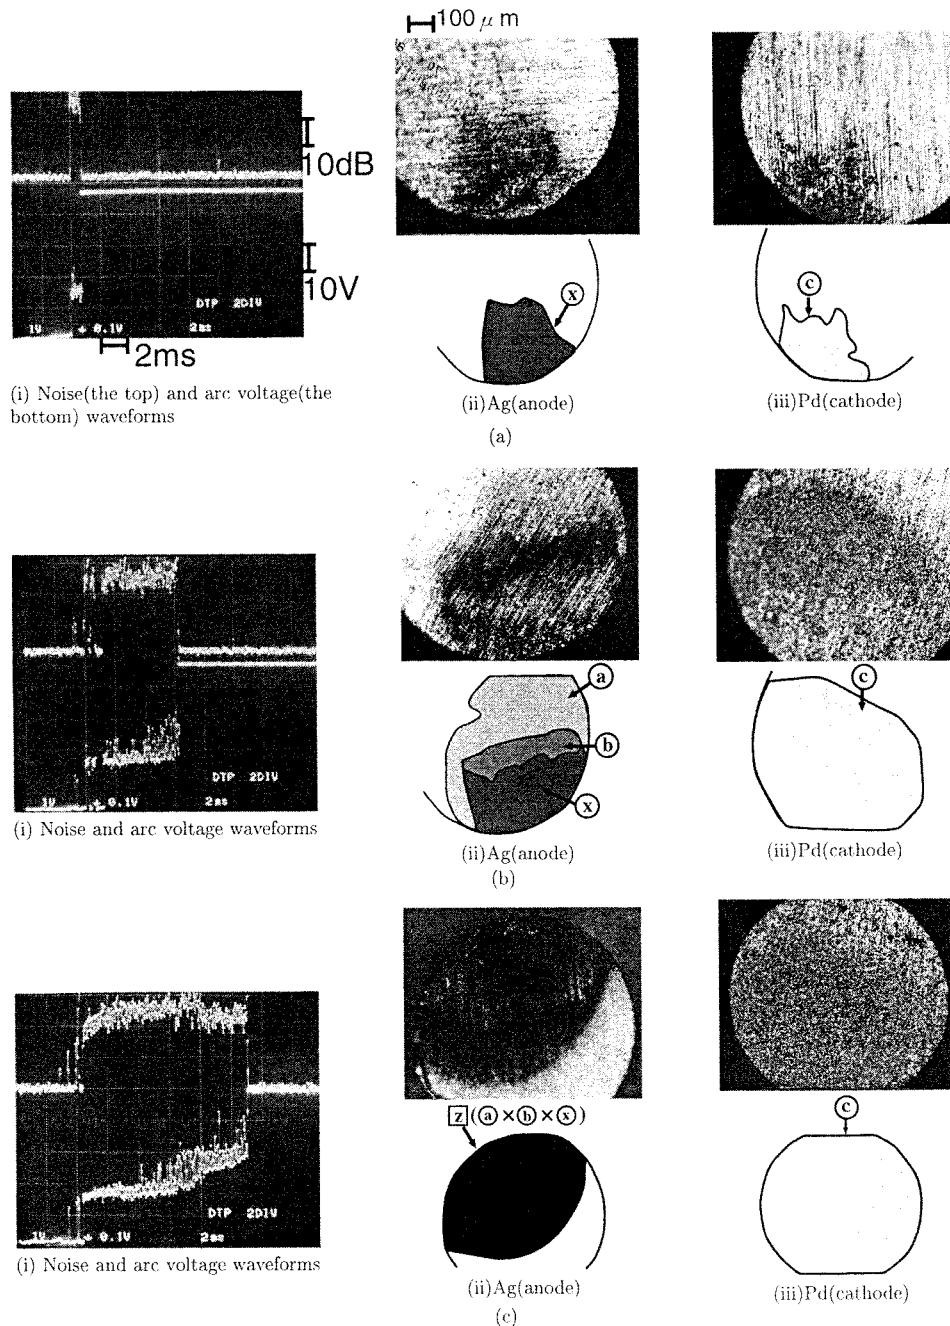 100 μm
10dB
10V
DTP 2DIV
1V + 0.1V 2ms
2ms
(i) Noise(the top) and arc voltage(the
bottom) waveforms
x
(ii)Ag(anode)
c
(iii)Pd(cathode)
(a)
DTP 2DIV
1V + 0.1V 2ms
(i) Noise and arc voltage waveforms
a
b
x
(ii)Ag(anode)
c
(iii)Pd(cathode)
(b)
DTP 2DIV
1V + 0.1V 2ms
(i) Noise and arc voltage waveforms
z (a×b×x)
(ii)Ag(anode)
c
(iii)Pd(cathode)
(c)